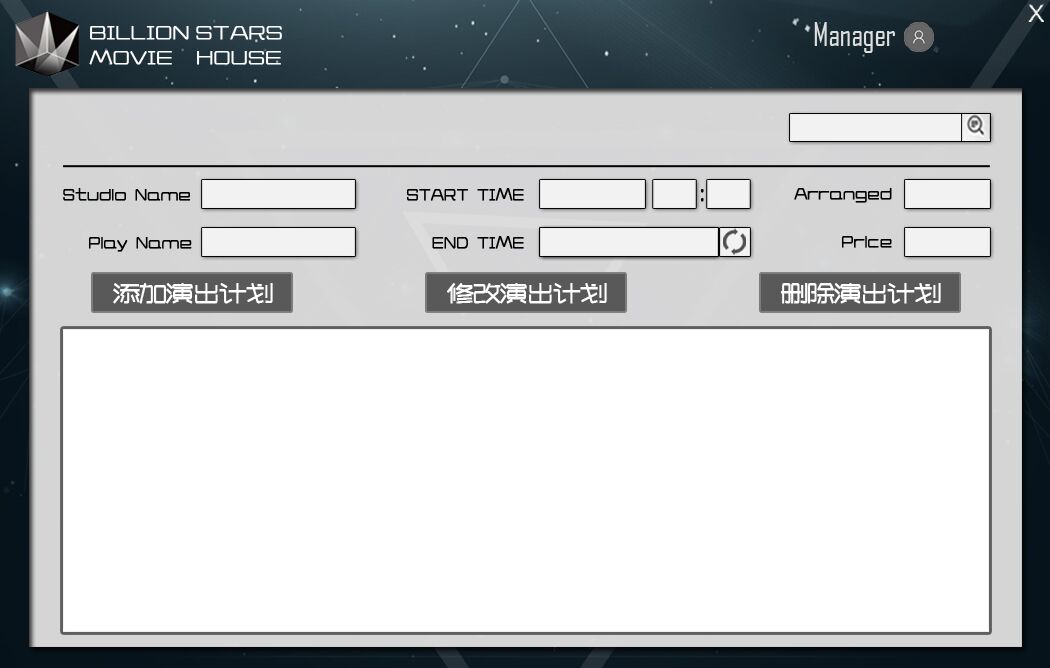 BILLION STARS
MOVIE HOUSE
Manager
X
Studio Name
START TIME
:
Arranged
Play Name
END TIME
Price
添加演出计划
修改演出计划
删除演出计划